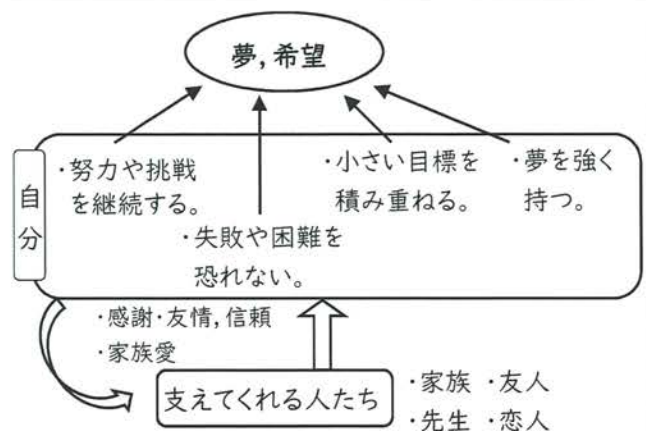 夢,希望
自分
・努力や挑戦
を継続する。
・失敗や困難を
恐れない。
・小さい目標を
積み重ねる。
・夢を強く
持つ。
・感謝・友情,信頼
・家族愛
支えてくれる人たち
・家族 ・友人
・先生 ・恋人